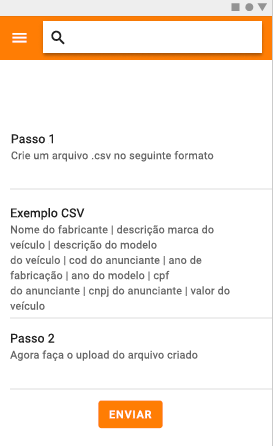 Passo 1
Crie um arquivo .csv no seguinte formato
Exemplo CSV
Nome do fabricante | descrição marca do
veículo | descrição do modelo
do veículo | cod do anunciante | ano de
fabricação | ano do modelo | cpf
do anunciante | cnpj do anunciante | valor do
veículo
Passo 2
Agora faça o upload do arquivo criado
ENVIAR